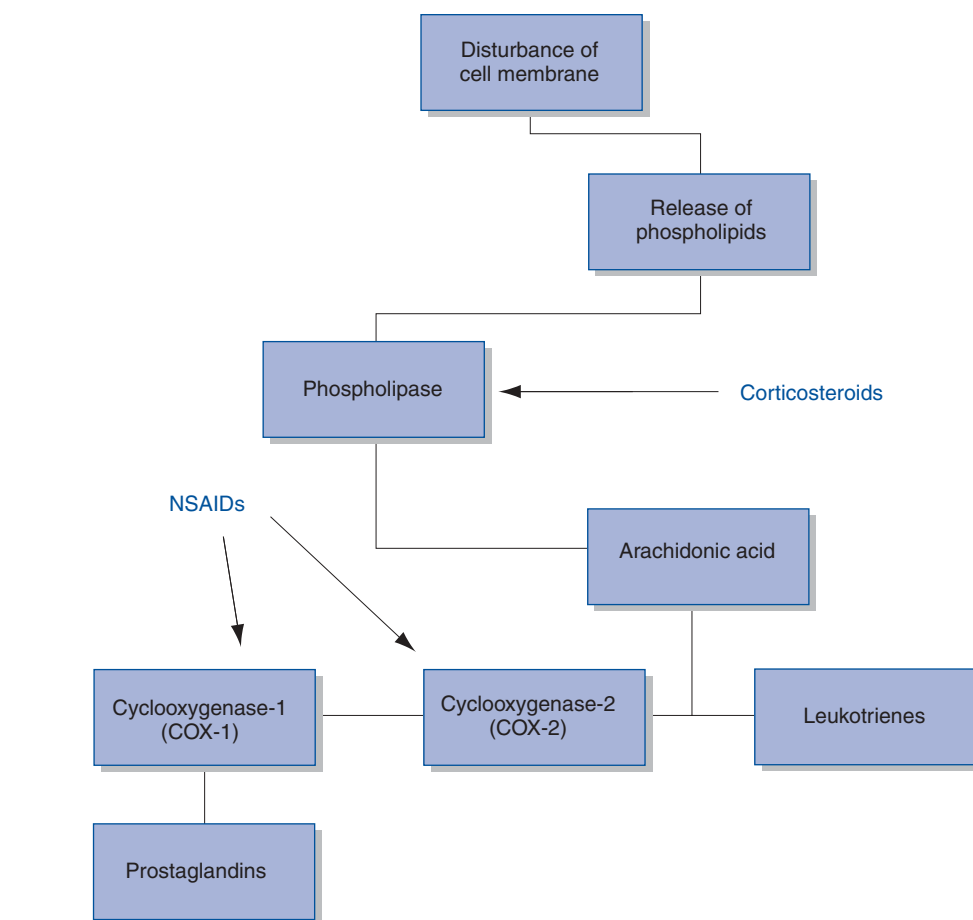 Disturbance of
cell membrane
Release of
phospholipids
Phospholipase
Corticosteroids
NSAIDs
Arachidonic acid
Cyclooxygenase-1
(COX-1)
Cyclooxygenase-2
(COX-2)
Leukotrienes
Prostaglandins